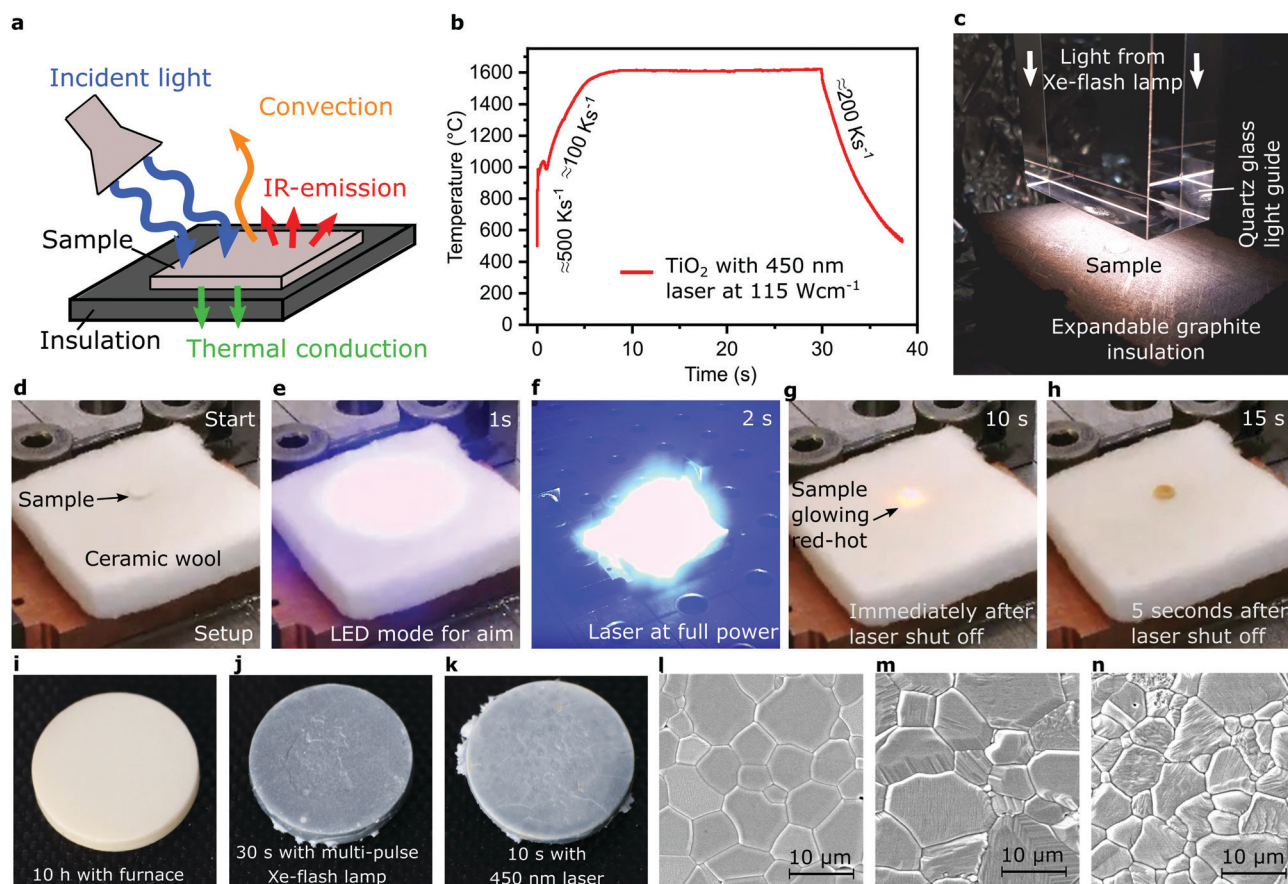 a
Incident light
Convection
IR-emission
Sample
Insulation
Thermal conduction
b
Temperature (°C)
1600
1400
1200
1000
800
600
400
200
0
≈500 Ks⁻¹
≈100 Ks⁻¹
≈200 Ks⁻¹
TiO₂ with 450 nm
laser at 115 Wcm⁻¹
0
10
20
30
40
Time (s)
c
Light from
Xe-flash lamp
Quartz glass
light guide
Sample
Expandable graphite
insulation
d
Start
Sample
Ceramic wool
Setup
e
1s
LED mode for aim
f
2 s
Laser at full power
g
10 s
Sample
glowing
red-hot
Immediately after
laser shut off
h
15 s
5 seconds after
laser shut off
i
10 h with furnace
j
30 s with multi-pulse
Xe-flash lamp
k
10 s with
450 nm laser
l
10 µm
m
10 µm
n
10 µm